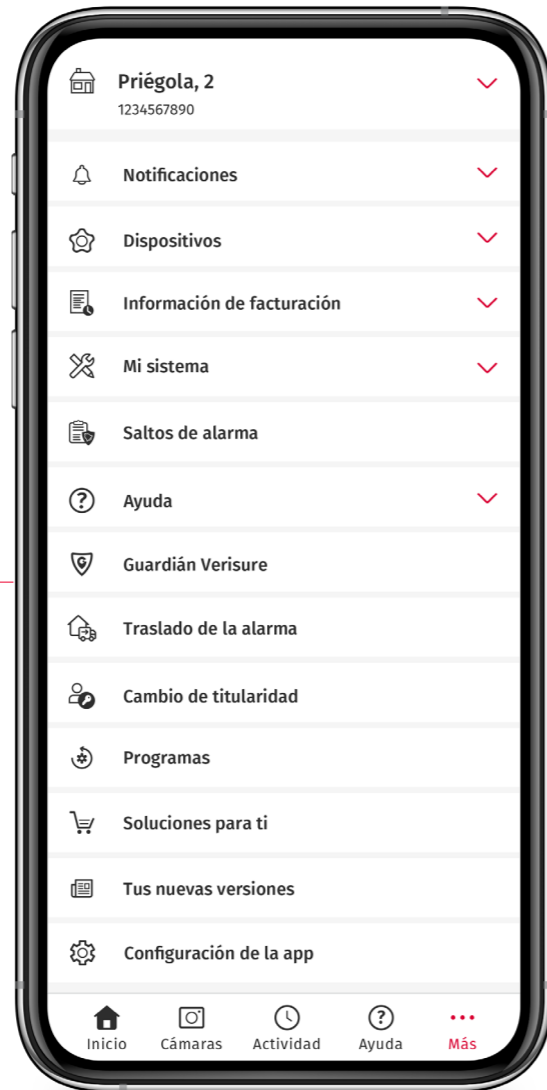 Priégola, 2
1234567890
Notificaciones
Dispositivos
Información de facturación
Mi sistema
Saltos de alarma
Ayuda
Guardián Verisure
Traslado de la alarma
Cambio de titularidad
Programas
Soluciones para ti
Tus nuevas versiones
Configuración de la app
Inicio Cámaras Actividad Ayuda Más